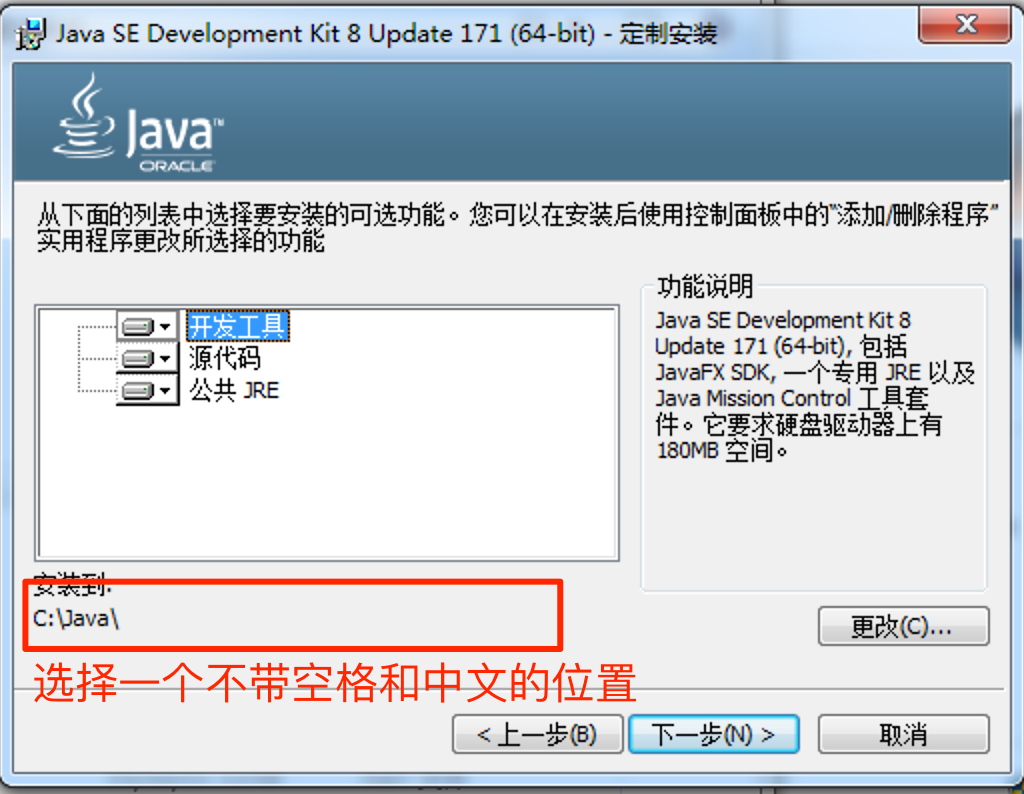 Java SE Development Kit 8 Update 171 (64-bit) - 定制安装
Java™
ORACLE
从下面的列表中选择要安装的可选功能。您可以在安装后使用控制面板中的“添加/删除程序”
实用程序更改所选择的功能
开发工具
源代码
公共 JRE
功能说明
Java SE Development Kit 8
Update 171 (64-bit), 包括
JavaFX SDK, 一个专用 JRE 以及
Java Mission Control 工具套
件。它要求硬盘驱动器上有
180MB 空间。
安装到:
C:\Java\
更改(C)...
选择一个不带空格和中文的位置
< 上一步(B)
下一步(N) >
取消